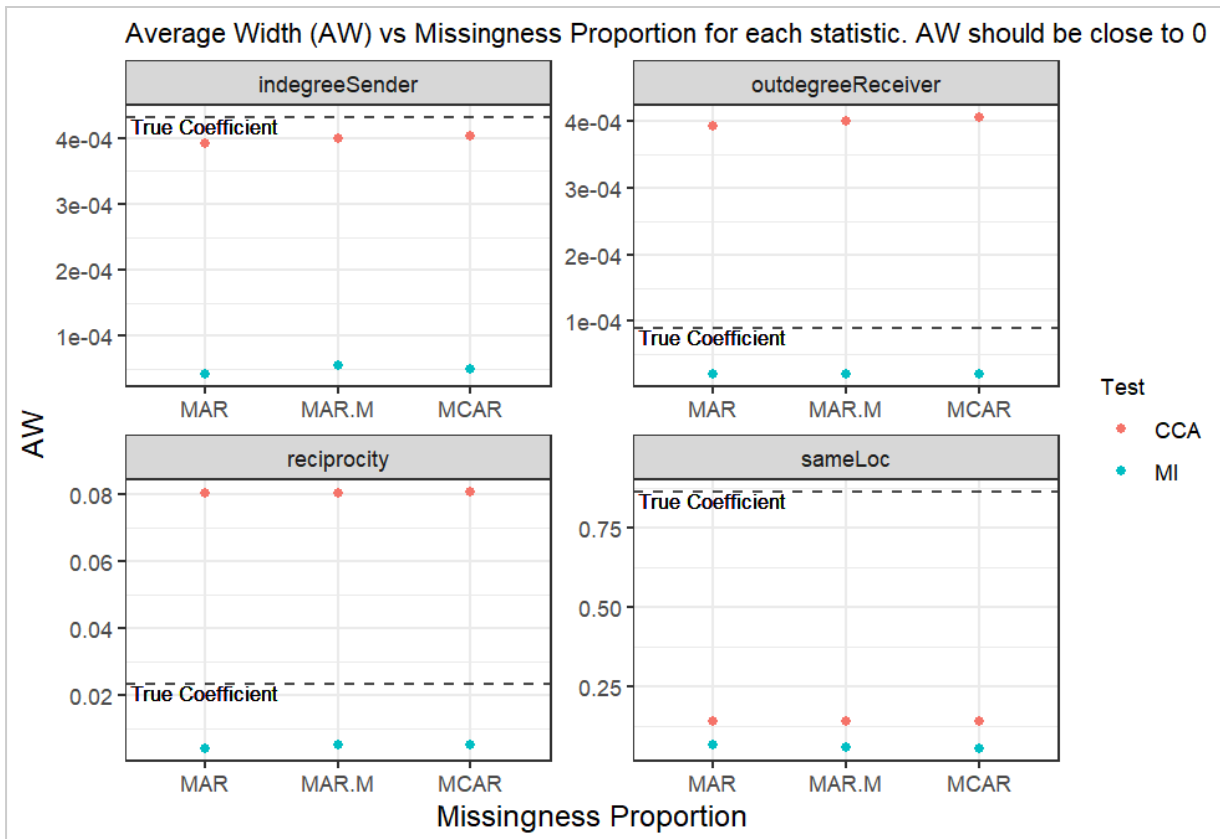 Average Width (AW) vs Missingness Proportion for each statistic. AW should be close to 0
indegreeSender
True Coefficient
4e-04
3e-04
2e-04
1e-04
MAR MAR.M MCAR
outdegreeReceiver
4e-04
3e-04
2e-04
1e-04
True Coefficient
MAR MAR.M MCAR
reciprocity
0.08
0.06
0.04
0.02
True Coefficient
MAR MAR.M MCAR
sameLoc
True Coefficient
0.75
0.50
0.25
MAR MAR.M MCAR
AW
Missingness Proportion
Test
CCA
MI